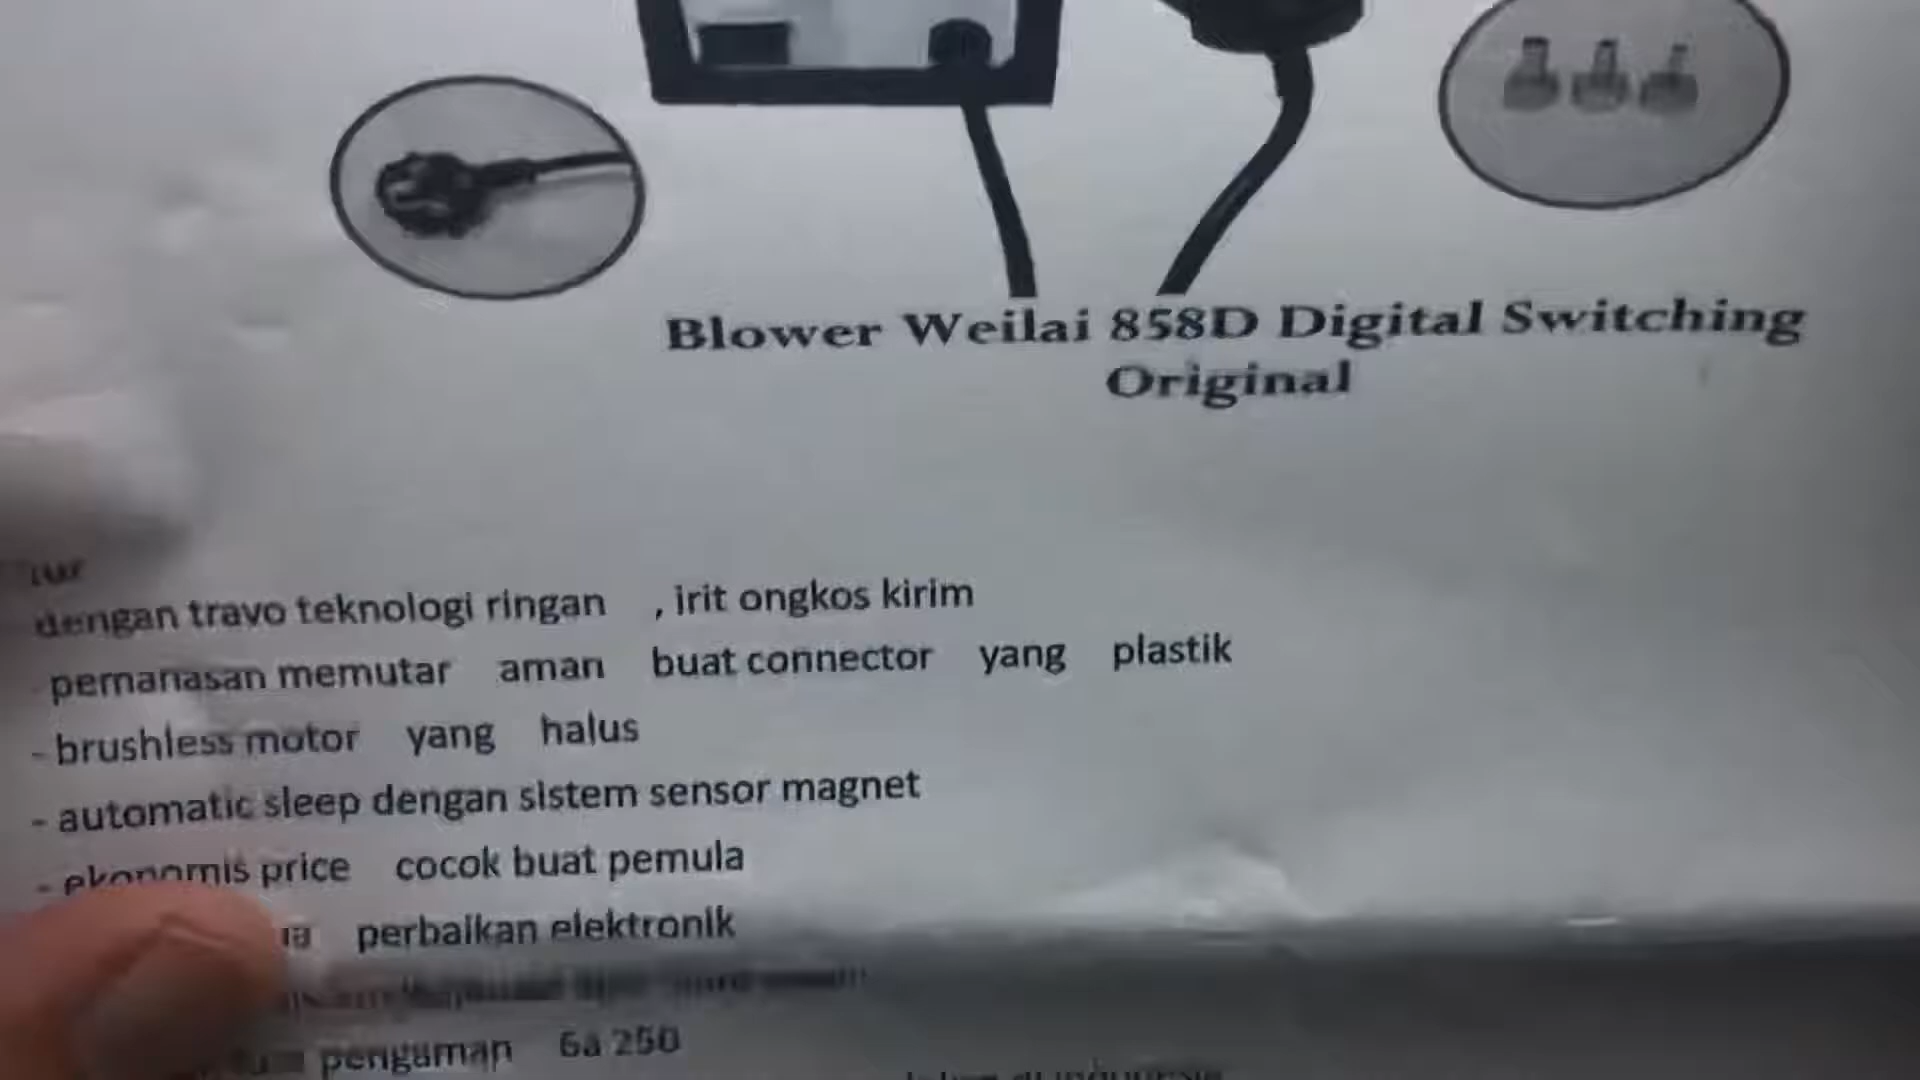 Blower Weilai 858D Digital Switching
Original
dengan travo teknologi ringan , irit ongkos kirim
pemanasan memutar aman buat connector yang plastik
- brushless motor yang halus
- automatic sleep dengan sistem sensor magnet
- ekonomis price cocok buat pemula
perbaikan elektronik
pengaman 6a 250
di indonesia